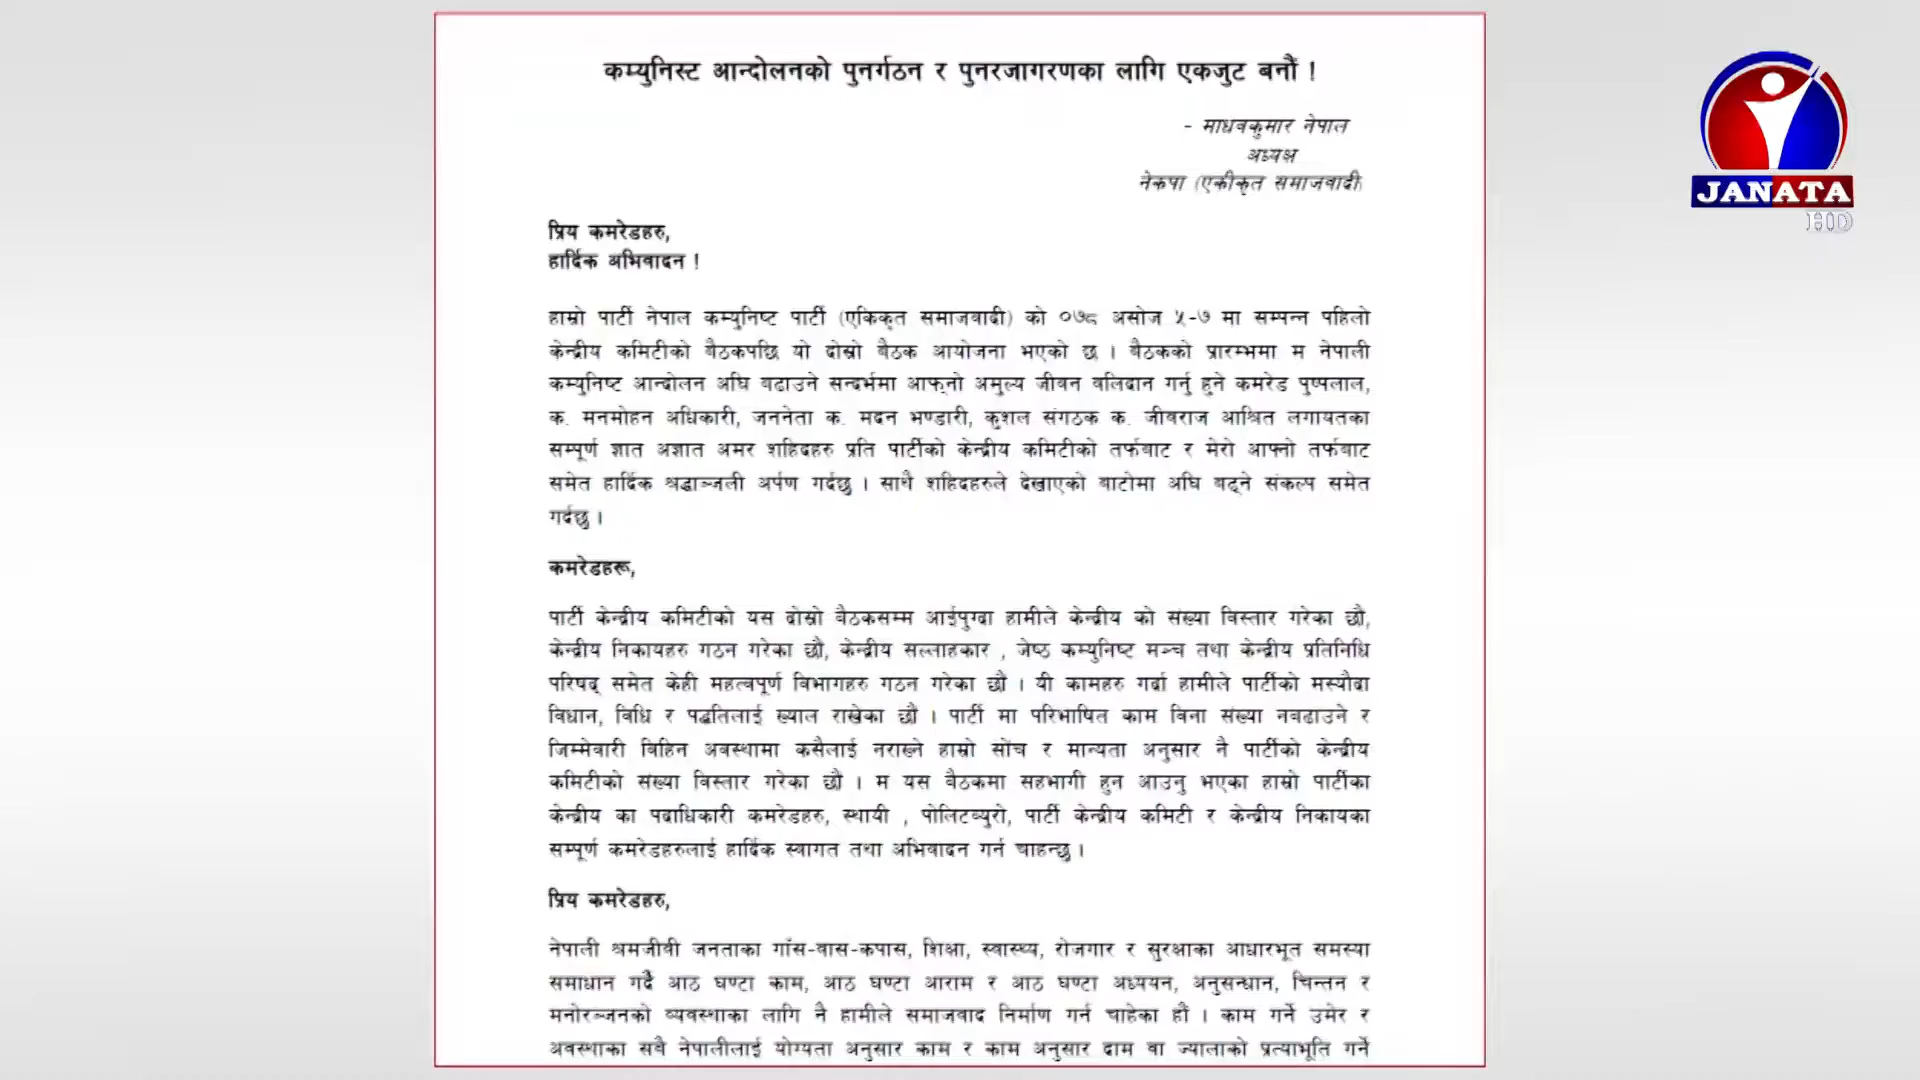 कम्युनिस्ट आन्दोलनको पुनर्गठन र पुनरजागरणका लागि एकजुट बनौं !
- माधवकुमार नेपाल
अध्यक्ष
नेकपा (एकीकृत समाजवादी)
प्रिय कमरेडहरु,
हार्दिक अभिवादन !
हाम्रो पार्टी नेपाल कम्युनिष्ट पार्टी (एकिकृत समाजवादी) को ०७८ असोज ५-७ मा सम्पन्न पहिलो
केन्द्रीय कमिटीको बैठकपछि यो दोस्रो बैठक आयोजना भएको छ । बैठकको प्रारम्भमा म नेपाली
कम्युनिष्ट आन्दोलन अघि बढाउने सन्दर्भमा आफ्नो अमुल्य जीवन वलिदान गर्नु हुने कमरेड पुष्पलाल,
क. मनमोहन अधिकारी, जननेता क. मदन भण्डारी, कुशल संगठक क. जीवराज आश्रित लगायतका
सम्पूर्ण ज्ञात अज्ञात अमर शहिदहरु प्रति पार्टीको केन्द्रीय कमिटीको तर्फबाट र मेरो आफ्नो तर्फबाट
समेत हार्दिक श्रद्धाञ्जली अर्पण गर्दछु । साथै शहिदहरुले देखाएको बाटोमा अघि बढ्ने संकल्प समेत
गर्दछु ।
कमरेडहरू,
पार्टी केन्द्रीय कमिटीको यस दोस्रो बैठकसम्म आईपुग्दा हामीले केन्द्रीय को संख्या विस्तार गरेका छौं,
केन्द्रीय निकायहरु गठन गरेका छौं, केन्द्रीय सल्लाहकार , जेष्ठ कम्युनिष्ट मञ्च तथा केन्द्रीय प्रतिनिधि
परिषद् समेत केही महत्वपूर्ण विभागहरु गठन गरेका छौं । यी कामहरु गर्दा हामीले पार्टीको मस्यौदा
विधान, विधि र पद्धतिलाई ख्याल राखेका छौं । पार्टी मा परिभाषित काम विना संख्या नबढाउने र
जिम्मेवारी विहिन अवस्थामा कसैलाई नराख्ने हाम्रो सोंच र मान्यता अनुसार नै पार्टीको केन्द्रीय
कमिटीको संख्या विस्तार गरेका छौं । म यस बैठकमा सहभागी हुन आउनु भएका हाम्रो पार्टीका
केन्द्रीय का पदाधिकारी कमरेडहरु, स्थायी , पोलिटव्युरो, पार्टी केन्द्रीय कमिटी र केन्द्रीय निकायका
सम्पूर्ण कमरेडहरुलाई हार्दिक स्वागत तथा अभिवादन गर्न चाहन्छु ।
प्रिय कमरेडहरु,
नेपाली श्रमजीवी जनताका गाँस-वास-कपास, शिक्षा, स्वास्थ्य, रोजगार र सुरक्षाका आधारभूत समस्या
समाधान गर्दै आठ घण्टा काम, आठ घण्टा आराम र आठ घण्टा अध्ययन, अनुसन्धान, चिन्तन र
मनोरञ्जनको व्यवस्थाका लागि नै हामीले समाजवाद निर्माण गर्न चाहेका हौं । काम गर्ने उमेर र
अवस्थाका सबै नेपालीलाई योग्यता अनुसार काम र काम अनुसार दाम वा ज्यालाको प्रत्याभूति गर्ने
JANATA
HD